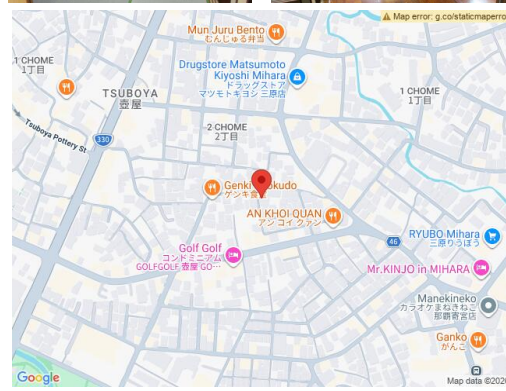 Map error: g.co/staticmaperro
Mun Juru Bento
むんじゅる弁当
Drugstore Matsumoto
Kiyoshi Mihara
ドラッグストア
マツモトキヨシ 三原店
1 CHOME
1丁目
TSUBOYA
壺屋
1 CHOME
1丁目
Tsuboya Pottery St
330
2 CHOME
2丁目
Genki
kudo
ゲンキ食
AN KHOI QUAN
アン コイ クァン
RYUBO Mihara
三原りうぼう
46
Golf Golf
コンドミニアム
GOLFGOLF 壺屋 GO…
Mr.KINJO in MIHARA
Manekineko
カラオケまねきねこ
那覇寄宮店
Ganko
がんこ
Google
Map data ©2026